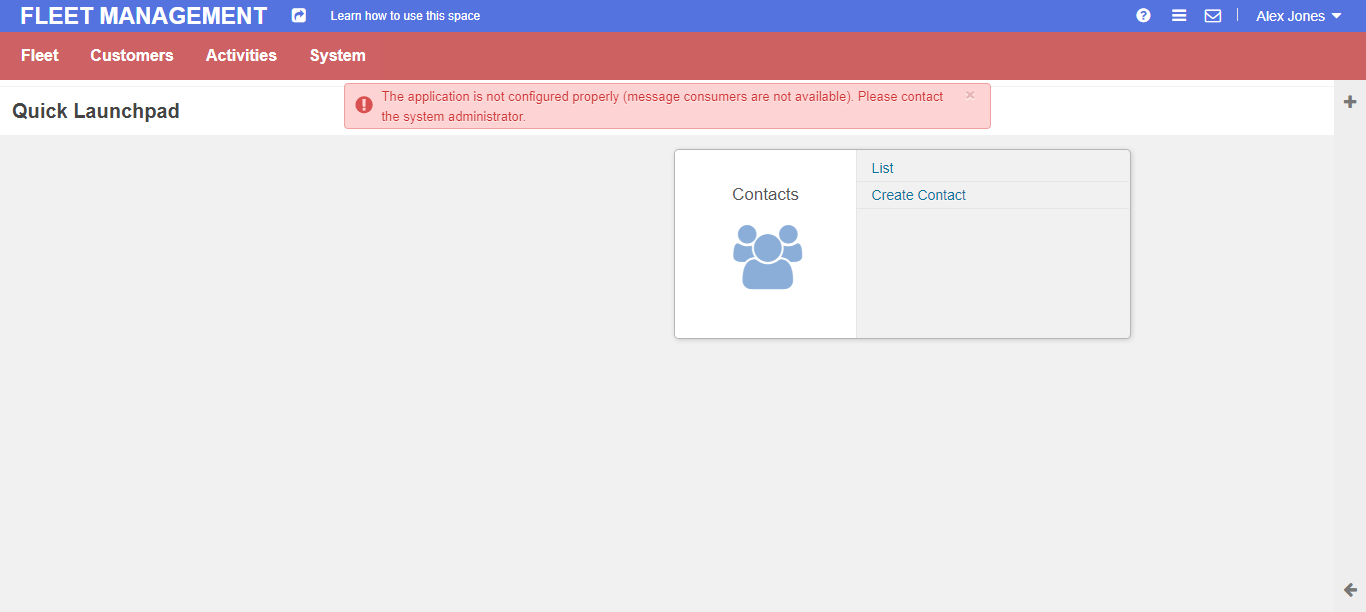 FLEET MANAGEMENT
Learn how to use this space
Alex Jones
Fleet
Customers
Activities
System
The application is not configured properly (message consumers are not available). Please contact
the system administrator.
×
Quick Launchpad
Contacts
List
Create Contact